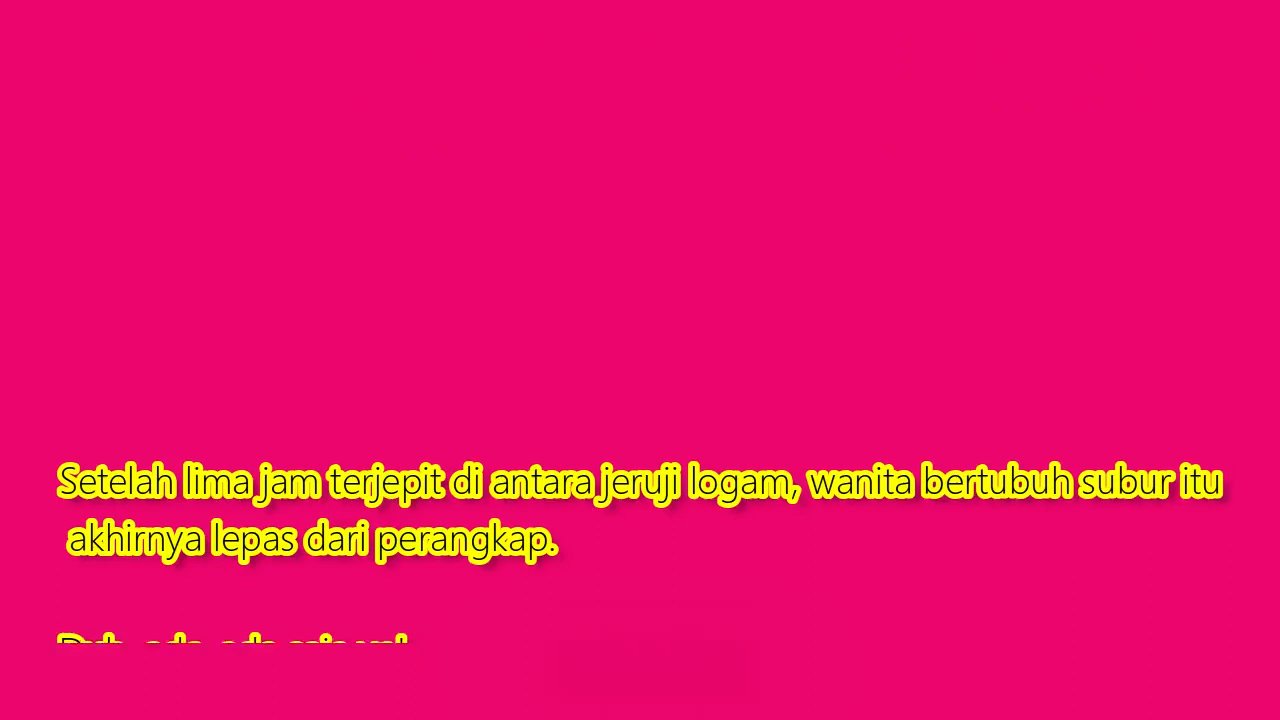 Setelah lima jam terjepit di antara jeruji logam, wanita bertubuh subur itu
akhirnya lepas dari perangkap.